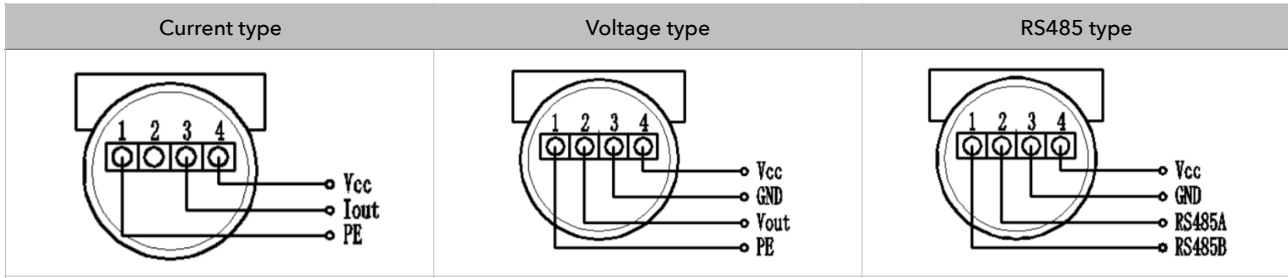 Current type
Voltage type
RS485 type
1 2 3 4
Vcc
Iout
PE
1 2 3 4
Vcc
GND
Vout
PE
1 2 3 4
Vcc
GND
RS485A
RS485B